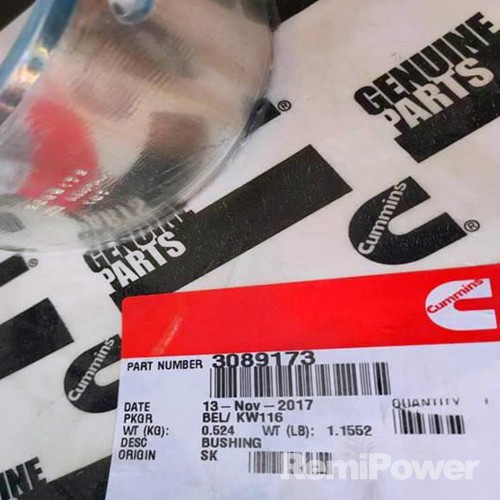 GENUINE
PARTS
®
Cummins
®
GENUINE
PARTS
Cummins
Cummins
GENUINE
PART NUMBER 3089173
DATE 13-Nov-2017 QUANTITY
PKGR BEL/ KW116
WT (KG): 0.524 WT (LB): 1.1552
DESC BUSHING
ORIGIN SK
RemiPower